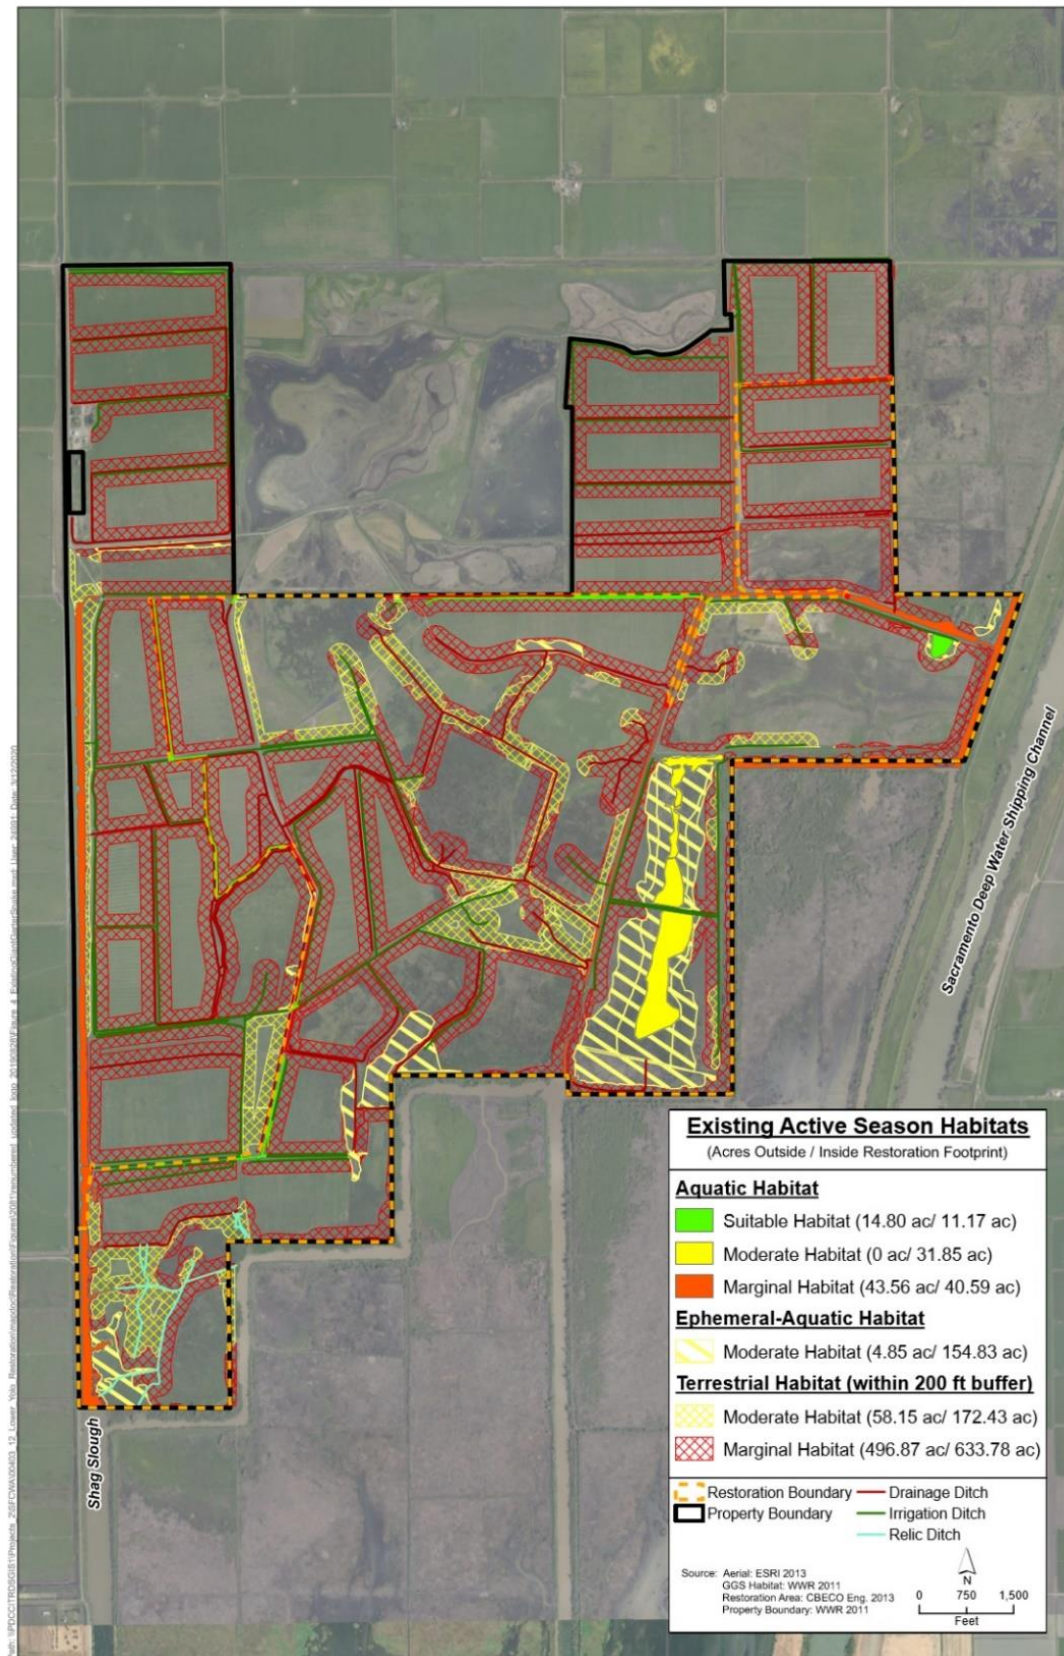 Sacramento Deep Water Shipping Channel
Shag Slough
Existing Active Season Habitats
(Acres Outside / Inside Restoration Footprint)
Aquatic Habitat
Suitable Habitat (14.80 ac/ 11.17 ac)
Moderate Habitat (0 ac/ 31.85 ac)
Marginal Habitat (43.56 ac/ 40.59 ac)
Ephemeral-Aquatic Habitat
Moderate Habitat (4.85 ac/ 154.83 ac)
Terrestrial Habitat (within 200 ft buffer)
Moderate Habitat (58.15 ac/ 172.43 ac)
Marginal Habitat (496.87 ac/ 633.78 ac)
Restoration Boundary
Property Boundary
Drainage Ditch
Irrigation Ditch
Relic Ditch
Source: Aerial: ESRI 2013
GGS Habitat: WWR 2011
Restoration Area: CBECO Eng. 2013
Property Boundary: WWR 2011
N
0 750 1,500
Feet